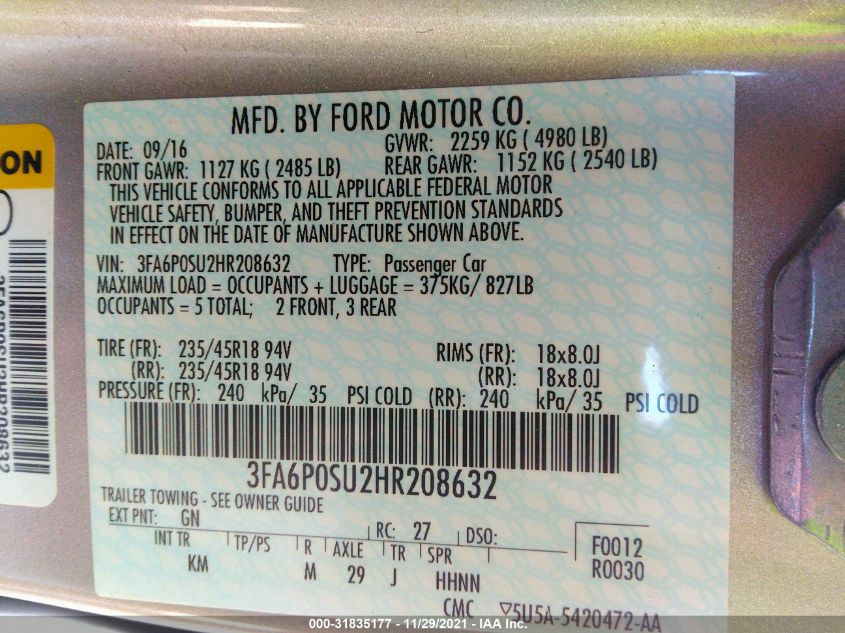 MFD. BY FORD MOTOR CO.
DATE: 09/16 GVWR: 2259 KG ( 4980 LB)
FRONT GAWR: 1127 KG ( 2485 LB) REAR GAWR: 1152 KG ( 2540 LB)
THIS VEHICLE CONFORMS TO ALL APPLICABLE FEDERAL MOTOR
VEHICLE SAFETY, BUMPER, AND THEFT PREVENTION STANDARDS
IN EFFECT ON THE DATE OF MANUFACTURE SHOWN ABOVE.
VIN: 3FA6P0SU2HR208632 TYPE: Passenger Car
MAXIMUM LOAD = OCCUPANTS + LUGGAGE = 375KG/ 827LB
OCCUPANTS = 5 TOTAL; 2 FRONT, 3 REAR
TIRE (FR): 235/45R18 94V RIMS (FR): 18x8.0J
(RR): 235/45R18 94V (RR): 18x8.0J
PRESSURE (FR): 240 kPa/ 35 PSI COLD (RR): 240 kPa/ 35 PSI COLD
3FA6P0SU2HR208632
TRAILER TOWING - SEE OWNER GUIDE
EXT PNT: GN RC: 27 DSO: F0012
INT TR TP/PS R AXLE TR SPR R0030
KM M 29 J HHNN
CMC ▽5U5A-5420472-AA
ON
3FA6P0SU2HR208632
000-31835177 - 11/29/2021 - IAA Inc.